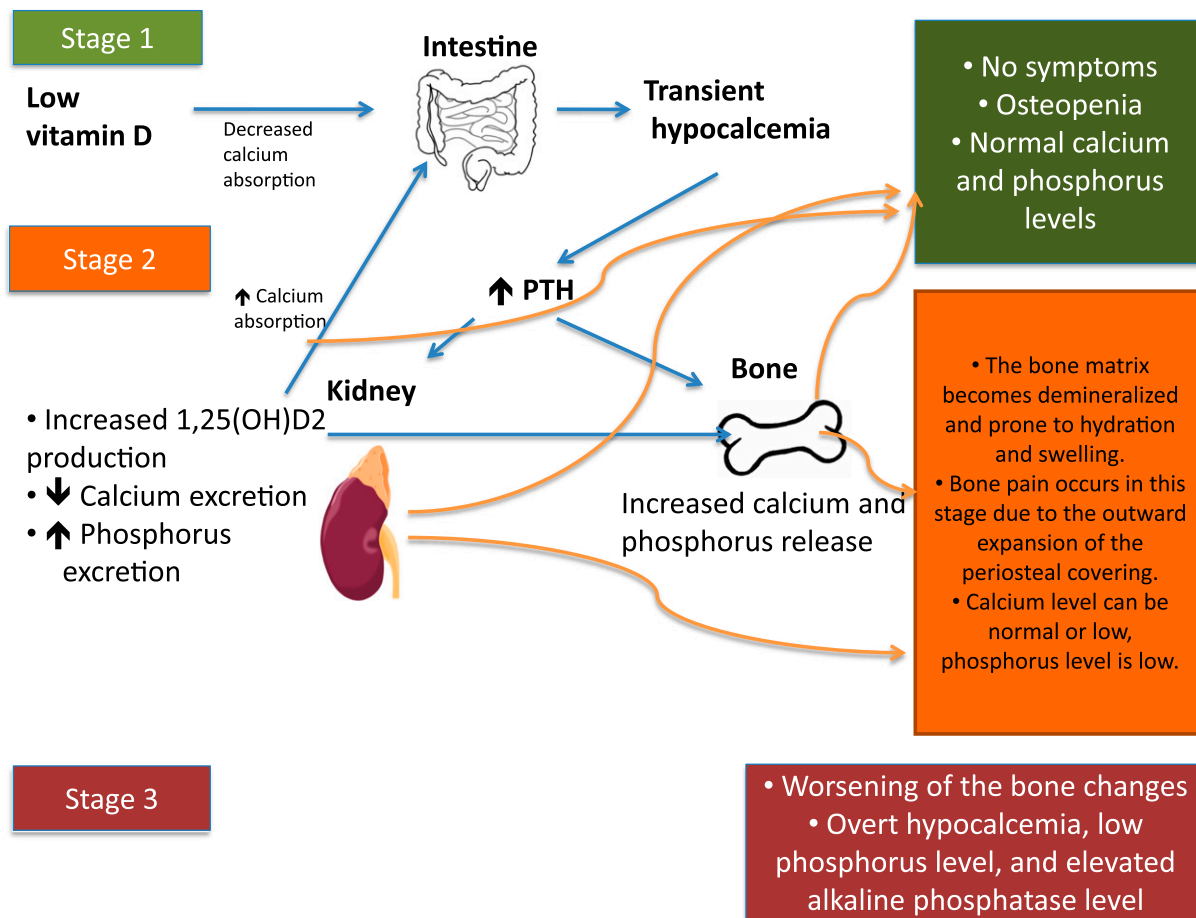 Stage 1
Low
vitamin D
Decreased
calcium
absorption
Intestine
Transient
hypocalcemia
• No symptoms
• Osteopenia
• Normal calcium
and phosphorus
levels
Stage 2
↑ Calcium
absorption
↑ PTH
Kidney
Bone
• Increased 1,25(OH)D2
production
• ↓ Calcium excretion
• ↑ Phosphorus
excretion
Increased calcium and
phosphorus release
• The bone matrix
becomes demineralized
and prone to hydration
and swelling.
• Bone pain occurs in this
stage due to the outward
expansion of the
periosteal covering.
• Calcium level can be
normal or low,
phosphorus level is low.
Stage 3
• Worsening of the bone changes
• Overt hypocalcemia, low
phosphorus level, and elevated
alkaline phosphatase level